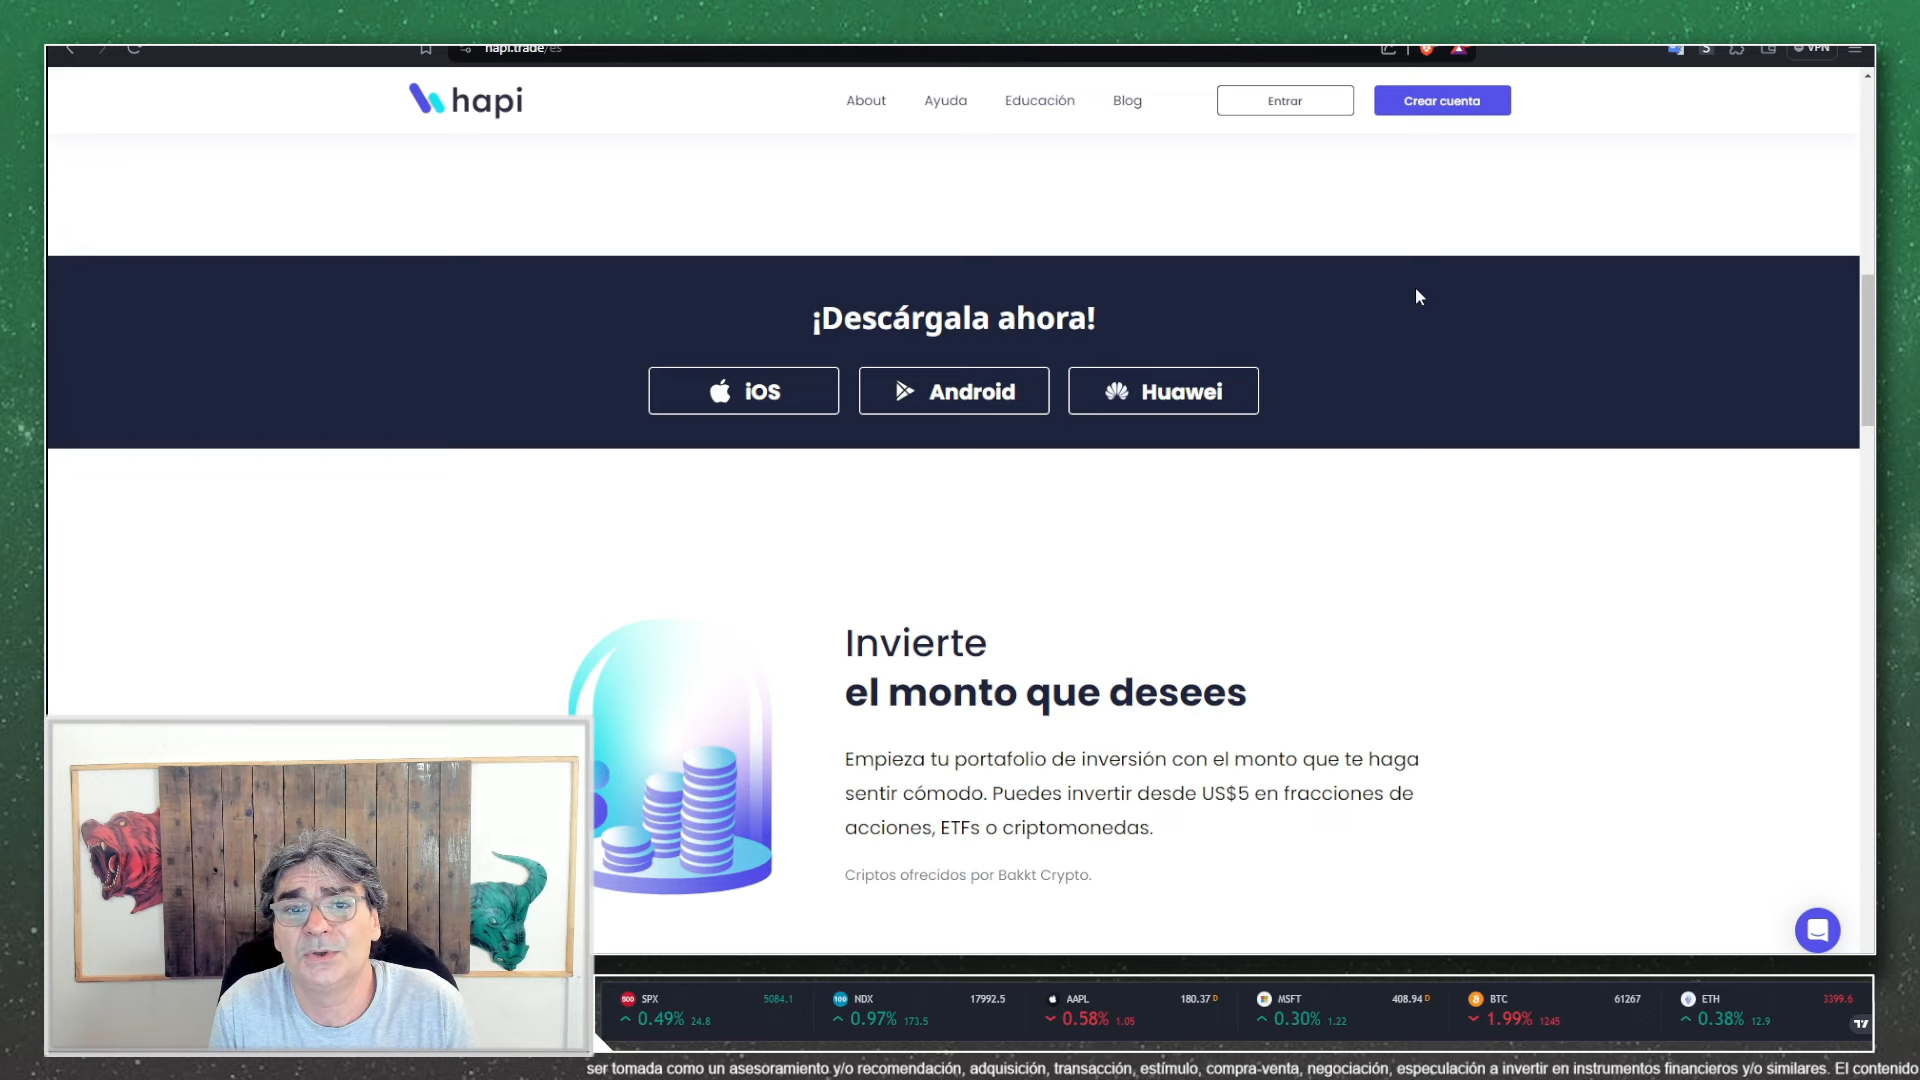 hapi.trade/es
VPN
hapi
About
Ayuda
Educación
Blog
Entrar
Crear cuenta
¡Descárgala ahora!
iOS
Android
Huawei
Invierte
el monto que desees
Empieza tu portafolio de inversión con el monto que te haga
sentir cómodo. Puedes invertir desde US$5 en fracciones de
acciones, ETFs o criptomonedas.
Criptos ofrecidos por Bakkt Crypto.
500 SPX 5084.1
0.49% 24.8
100 NDX 17992.5
0.97% 173.5
AAPL 180.37 D
0.58% 1.05
MSFT 408.94 D
0.30% 1.22
BTC 61267
1.99% 1245
ETH 3399.6
0.38% 12.9
ser tomada como un asesoramiento y/o recomendación, adquisición, transacción, estímulo, compra-venta, negociación, especulación a invertir en instrumentos financieros y/o similares. El contenido